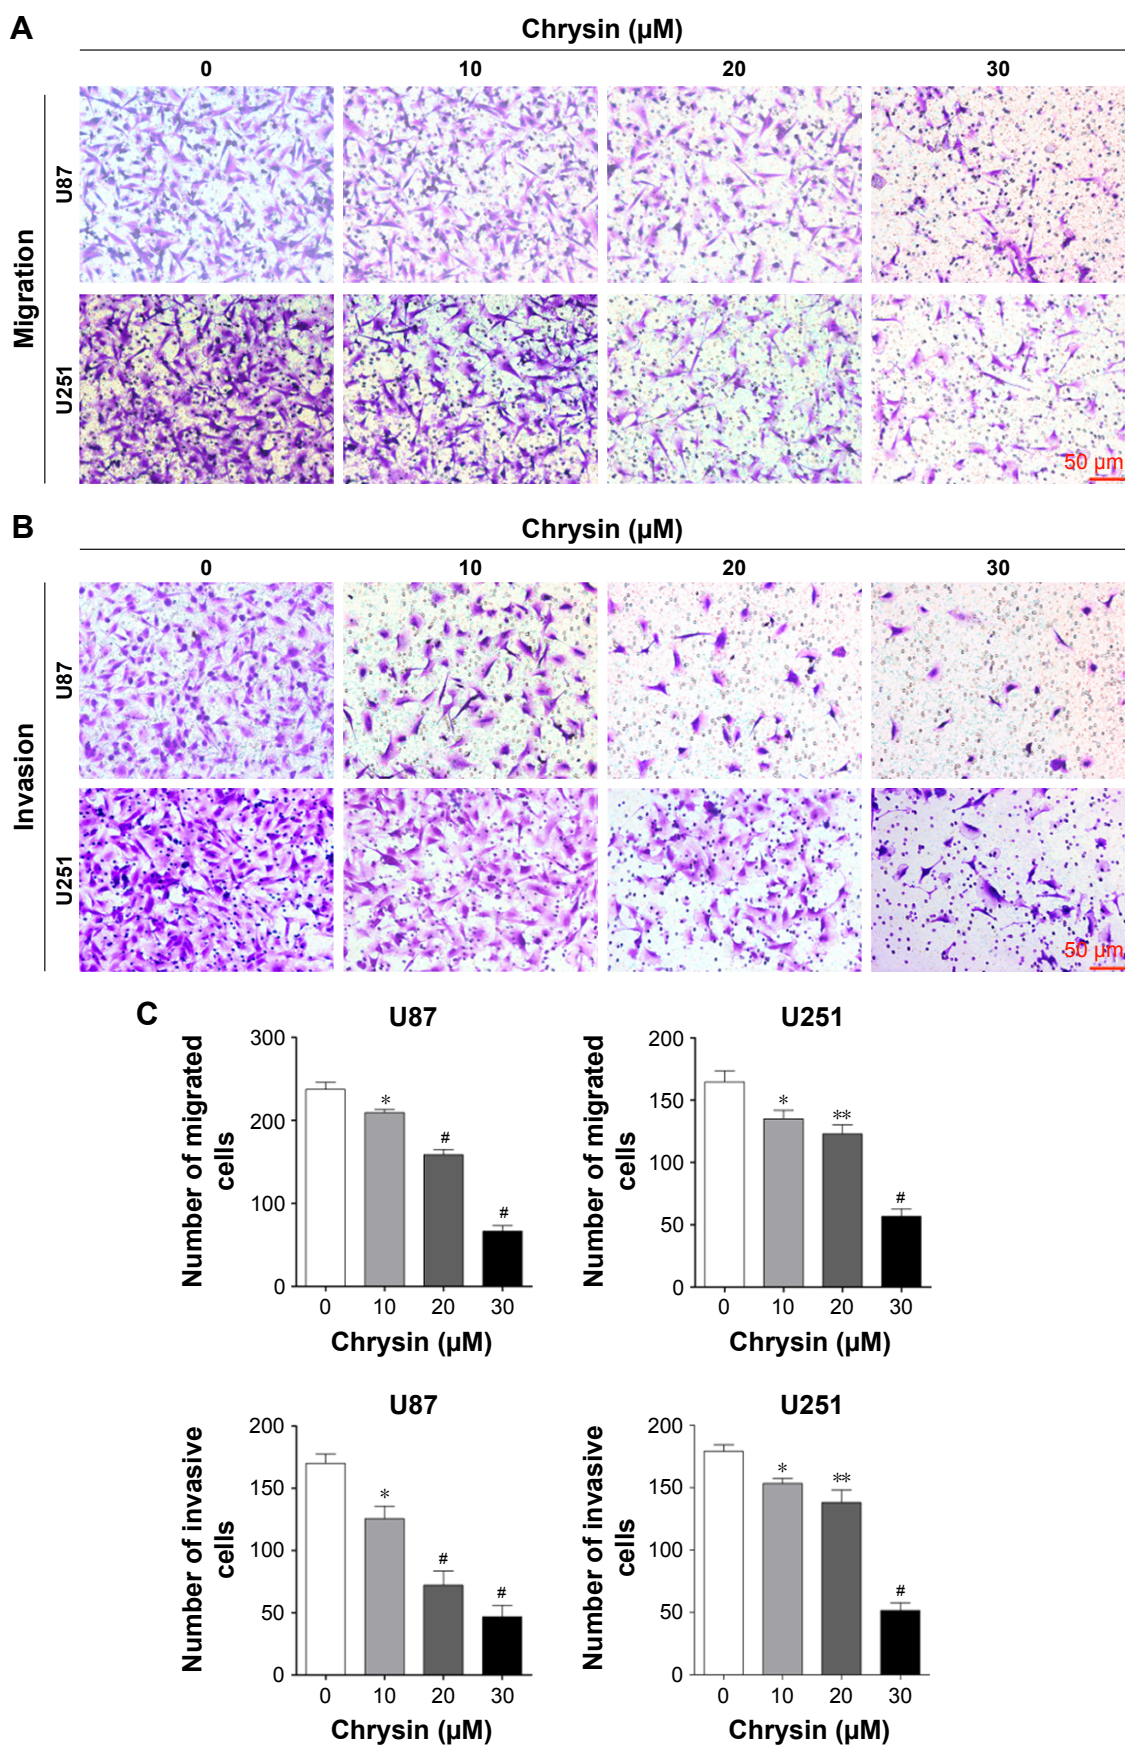 A
Chrysin (µM)
0 10 20 30
Migration
U87
U251
50 µm
B
Chrysin (µM)
0 10 20 30
Invasion
U87
U251
50 µm
C
U87
Number of migrated
cells
300
200
100
0
* # #
0 10 20 30
Chrysin (µM)
U251
Number of migrated
cells
200
150
100
50
0
* ** #
0 10 20 30
Chrysin (µM)
U87
Number of invasive
cells
200
150
100
50
0
* # #
0 10 20 30
Chrysin (µM)
U251
Number of invasive
cells
200
150
100
50
0
* ** #
0 10 20 30
Chrysin (µM)